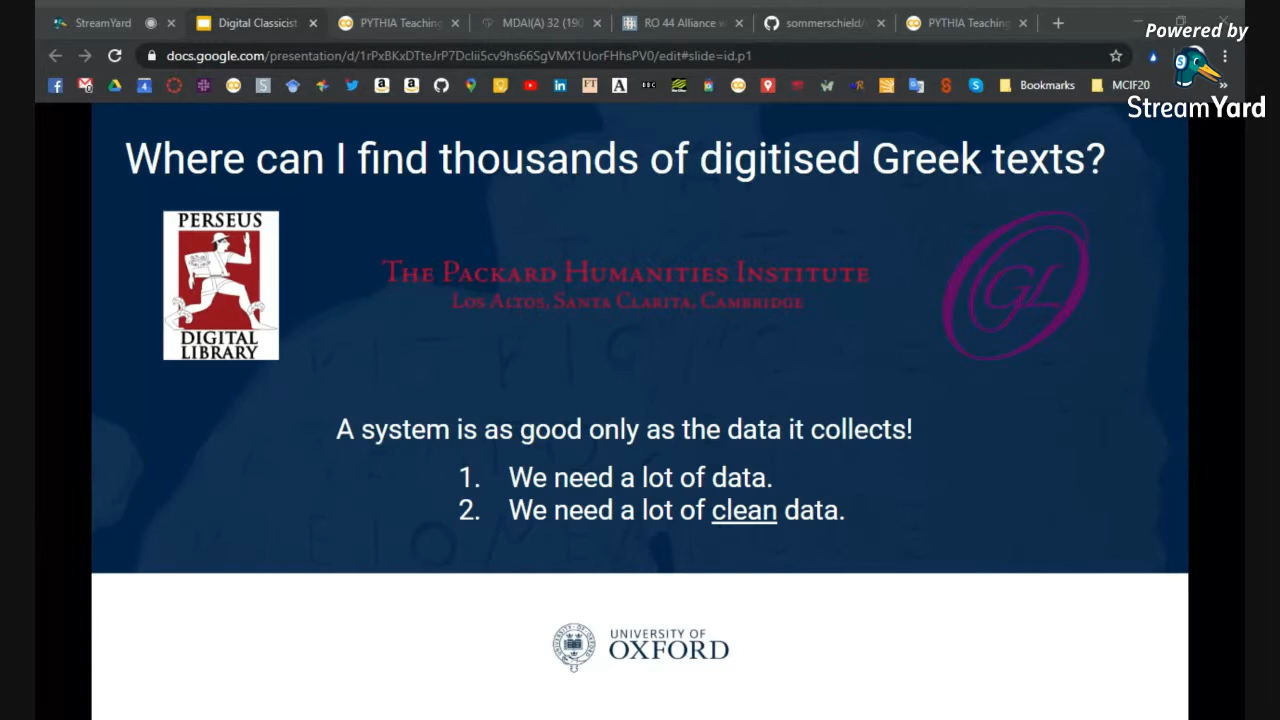 StreamYard
Digital Classicist
PYTHIA Teaching
MDAI(A) 32 (190
RO 44 Alliance w
sommerschield/
PYTHIA Teaching
Powered by
docs.google.com/presentation/d/1rPxBKxDTteJrP7Dclii5cv9hs66SgVMX1UorFHhsPV0/edit#slide=id.p1
Bookmarks
MCIF20
StreamYard
Where can I find thousands of digitised Greek texts?
PERSEUS
DIGITAL
LIBRARY
THE PACKARD HUMANITIES INSTITUTE
LOS ALTOS, SANTA CLARITA, CAMBRIDGE
GL
A system is as good only as the data it collects!
1. We need a lot of data.
2. We need a lot of clean data.
UNIVERSITY OF
OXFORD